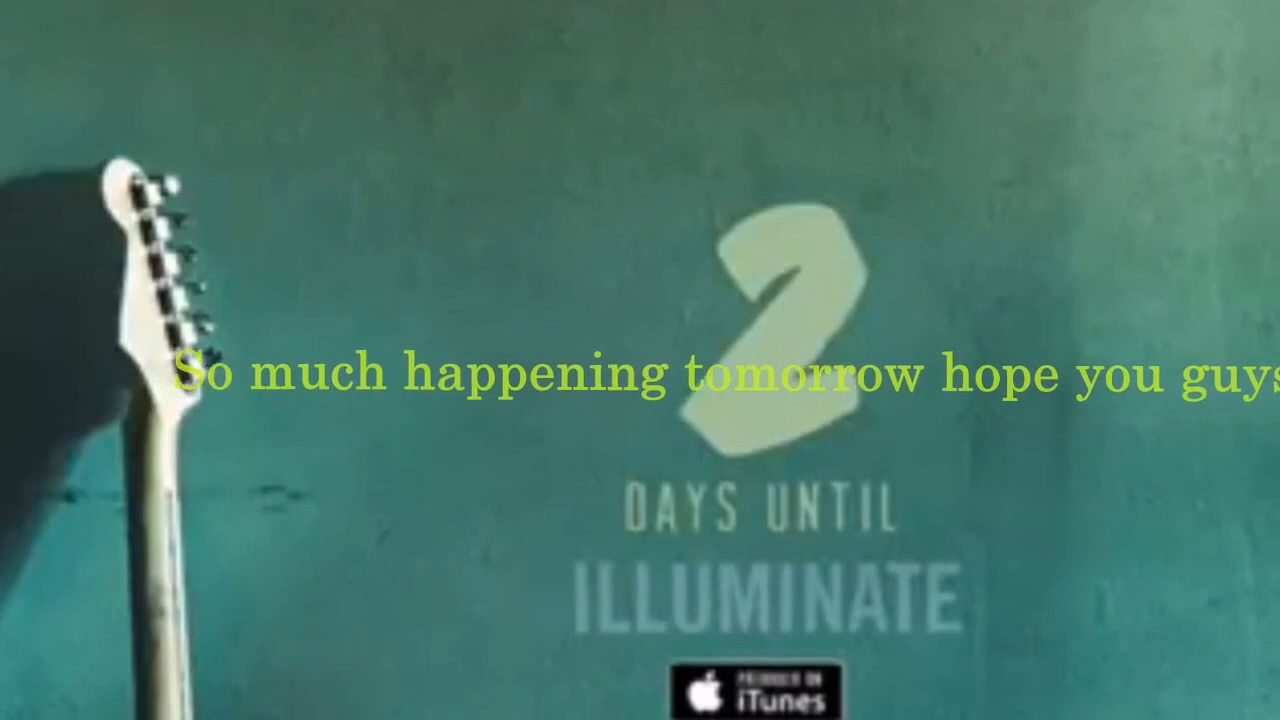 2
So much happening tomorrow hope you guys
DAYS UNTIL
ILLUMINATE
iTunes